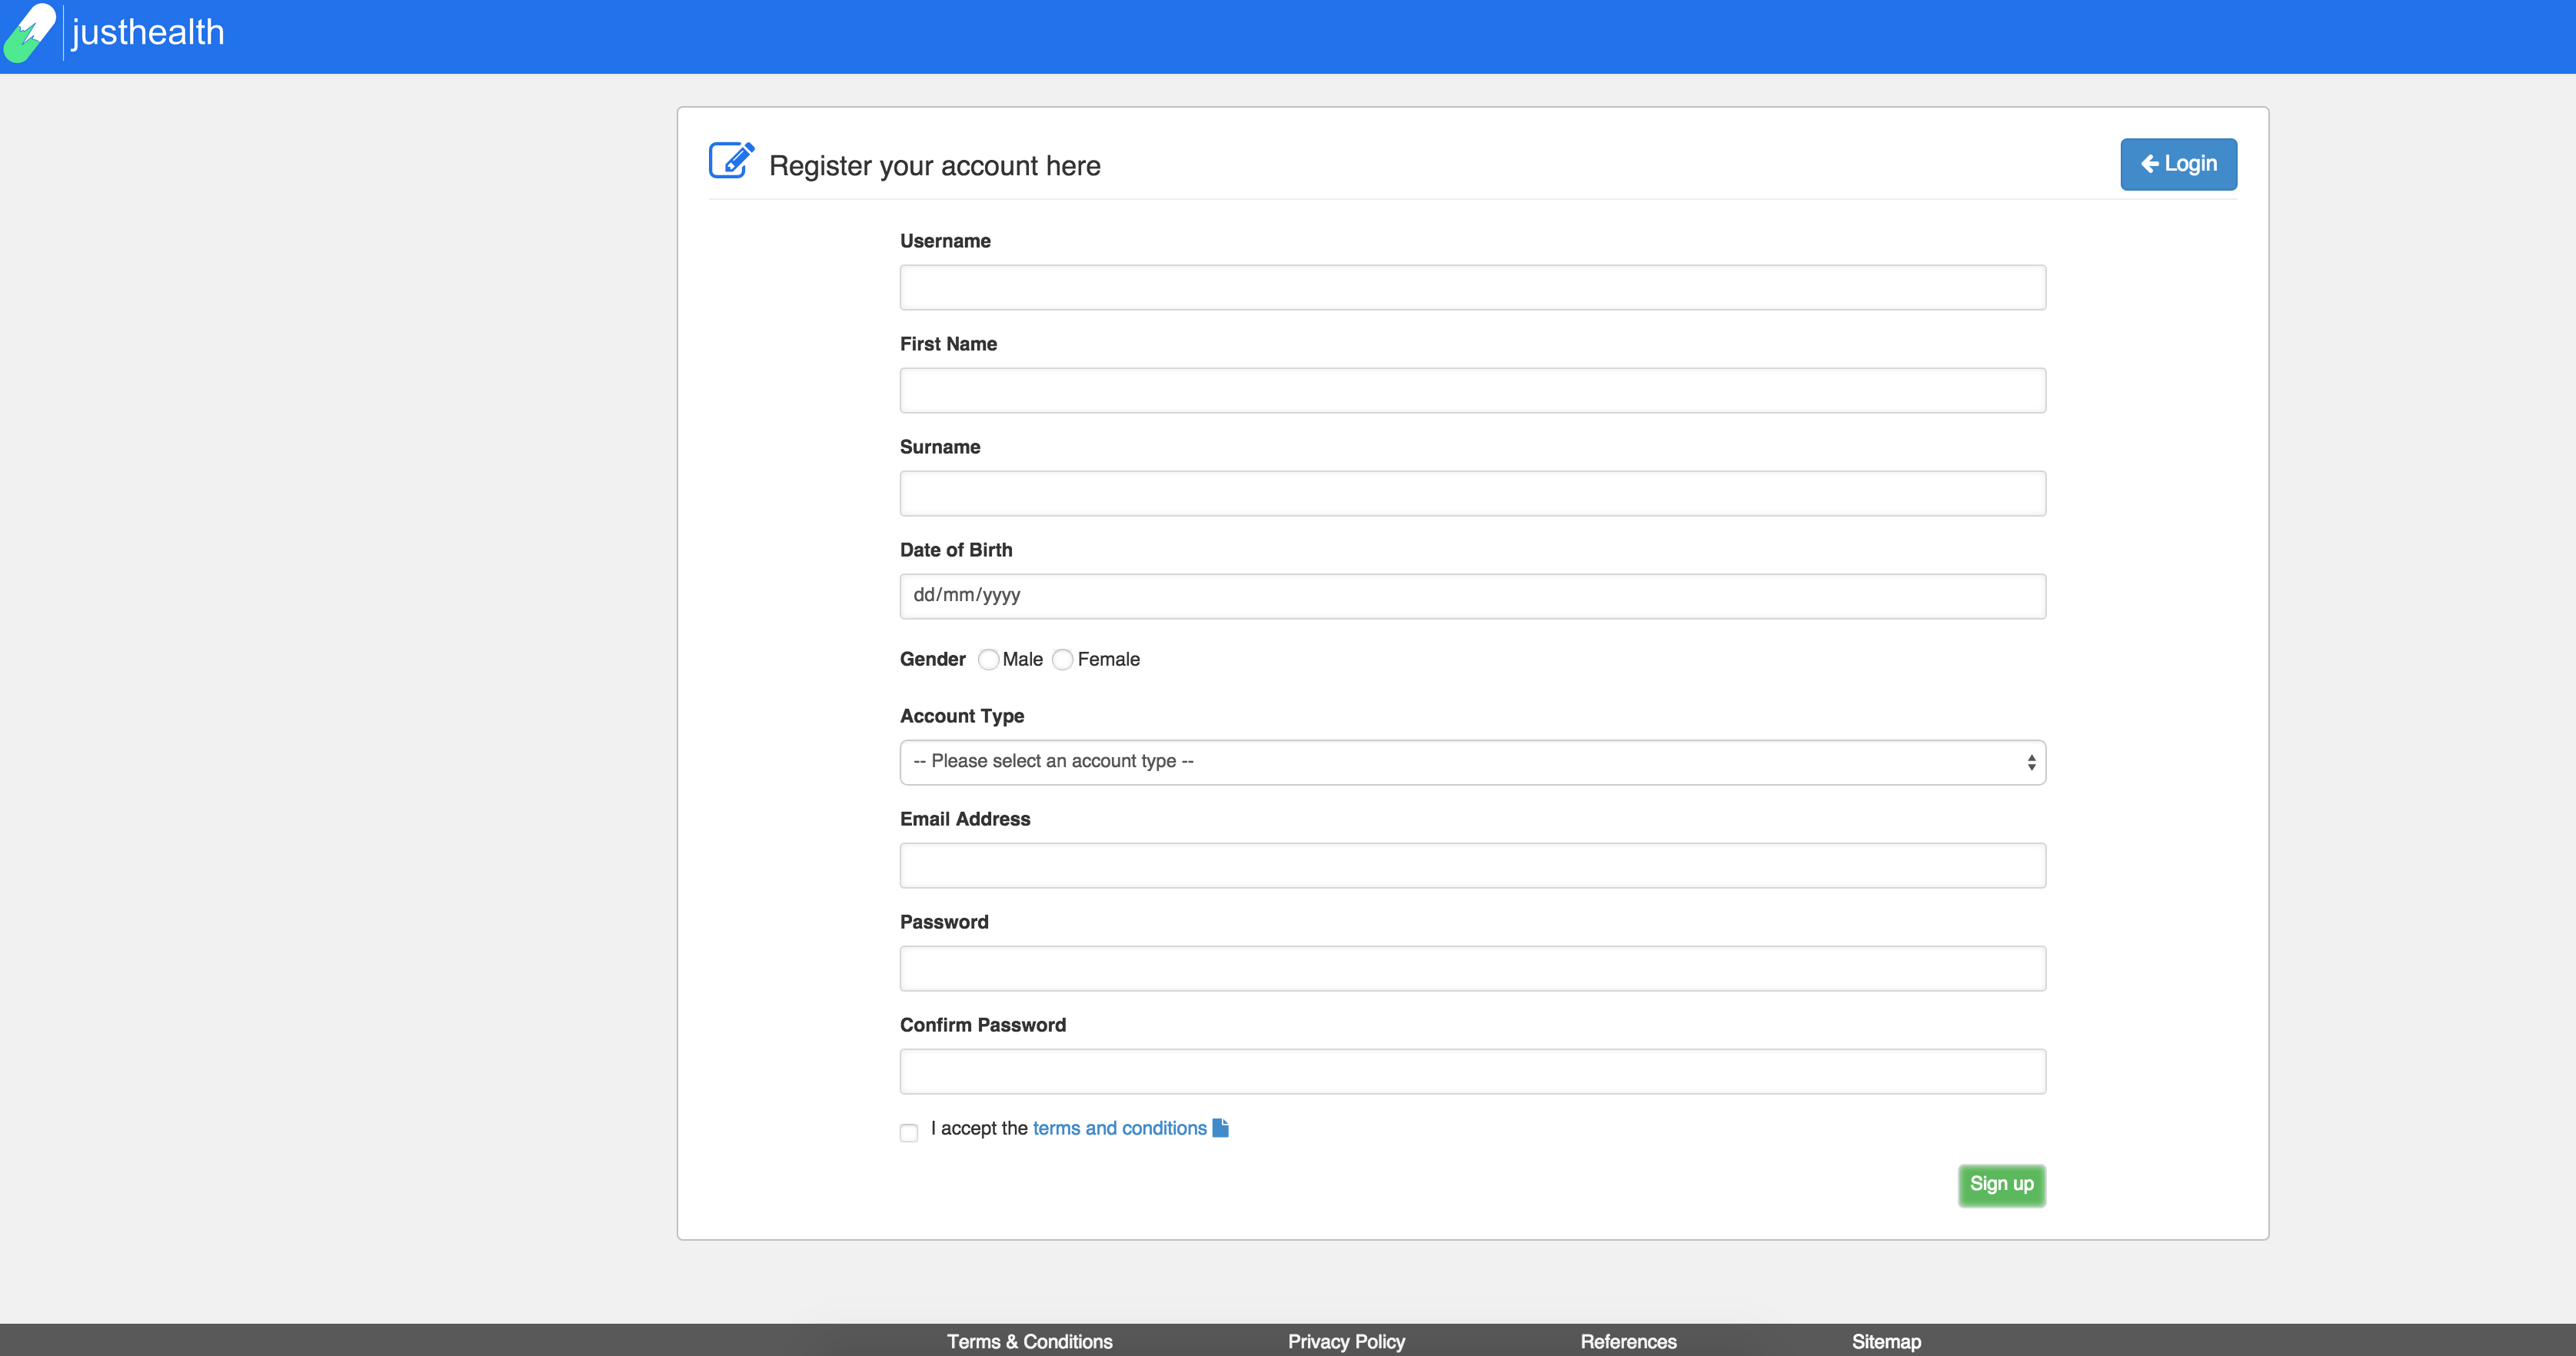 justhealth
Register your account here
Login
Username
First Name
Surname
Date of Birth
dd/mm/yyyy
Gender Male Female
Account Type
-- Please select an account type --
Email Address
Password
Confirm Password
I accept the terms and conditions
Sign up
Terms & Conditions Privacy Policy References Sitemap